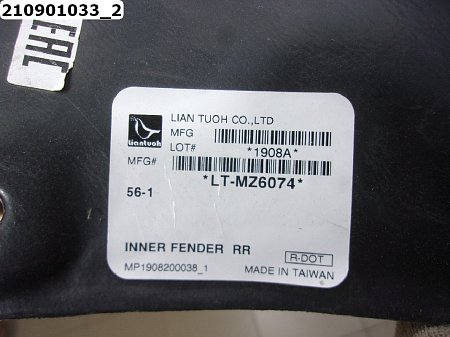 210901033_2
EAC
Liantuoh
LIAN TUOH CO.,LTD
MFG
LOT# *1908A*
MFG#
*LT-MZ6074*
56-1
INNER FENDER RR
R-DOT
MP1908200038_1 MADE IN TAIWAN